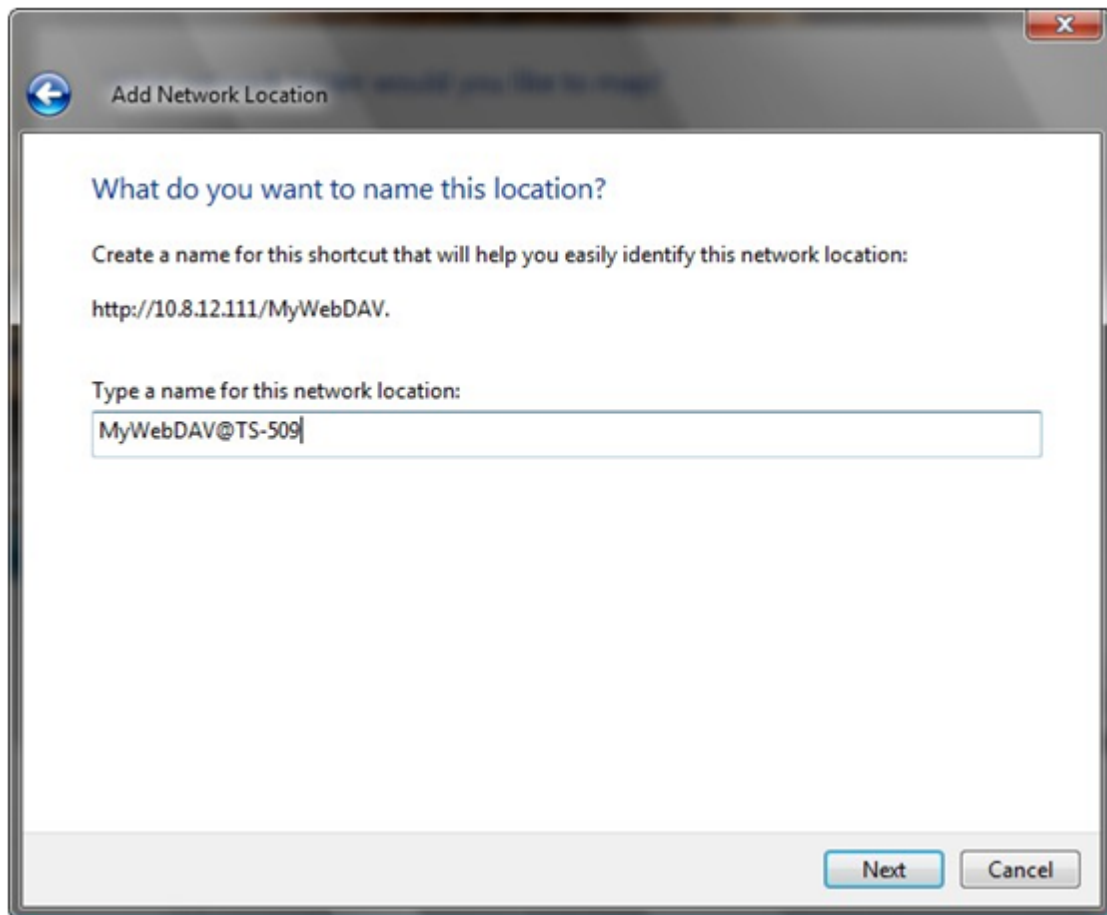 Add Network Location
What do you want to name this location?
Create a name for this shortcut that will help you easily identify this network location:
http://10.8.12.111/MyWebDAV.
Type a name for this network location:
MyWebDAV@TS-509
Next
Cancel